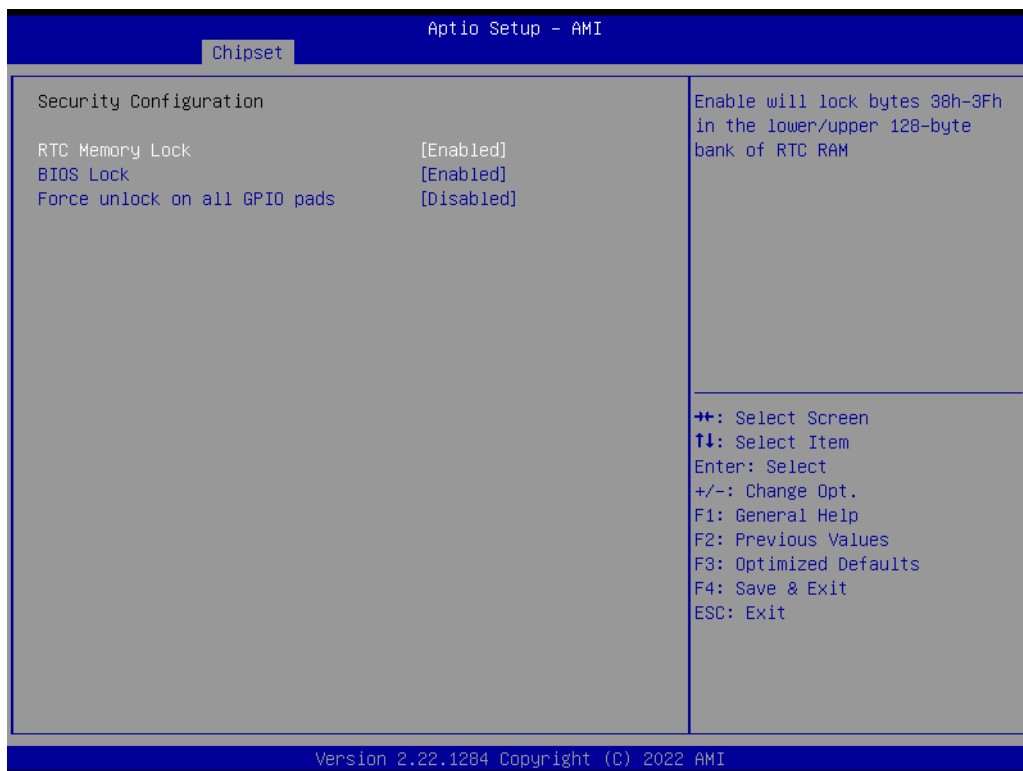 Aptio Setup – AMI
Chipset
Security Configuration
RTC Memory Lock [Enabled]
BIOS Lock [Enabled]
Force unlock on all GPIO pads [Disabled]
Enable will lock bytes 38h-3Fh
in the lower/upper 128-byte
bank of RTC RAM
→←: Select Screen
↑↓: Select Item
Enter: Select
+/-: Change Opt.
F1: General Help
F2: Previous Values
F3: Optimized Defaults
F4: Save & Exit
ESC: Exit
Version 2.22.1284 Copyright (C) 2022 AMI